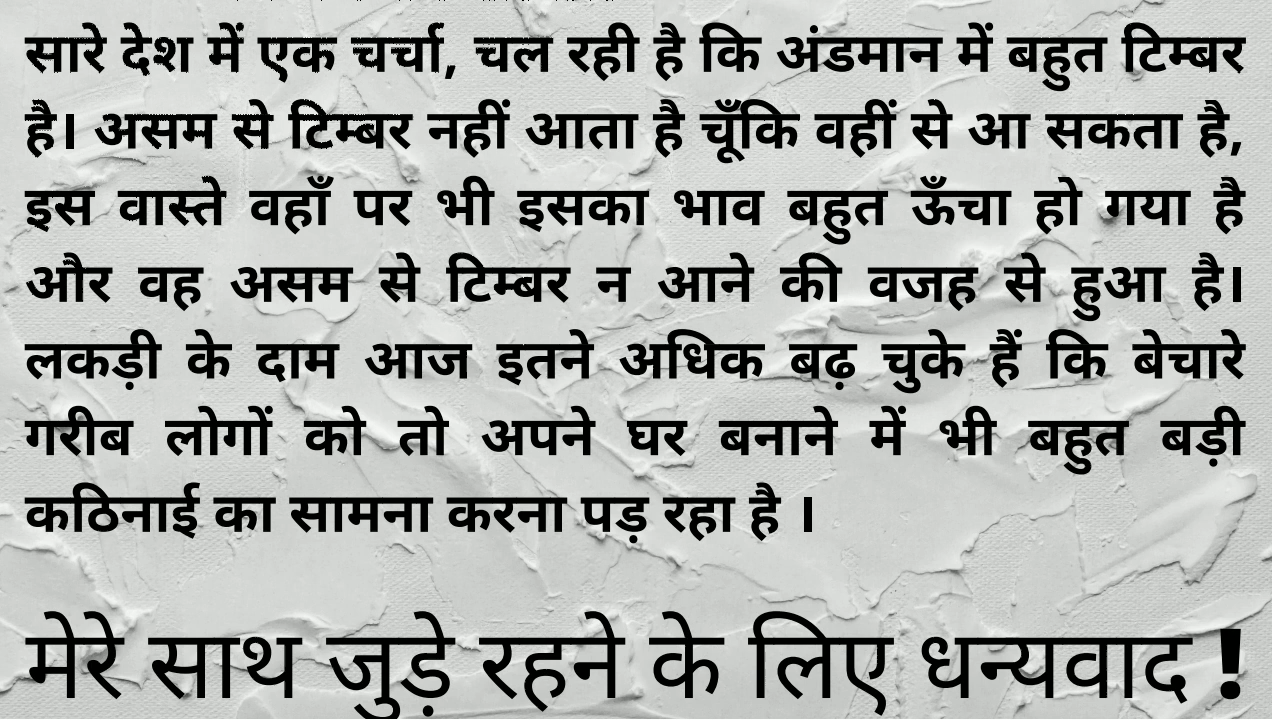 सारे देश में एक चर्चा, चल रही है कि अंडमान में बहुत टिम्बर
है। असम से टिम्बर नहीं आता है चूँकि वहीं से आ सकता है,
इस वास्ते वहाँ पर भी इसका भाव बहुत ऊँचा हो गया है
और वह असम से टिम्बर न आने की वजह से हुआ है।
लकड़ी के दाम आज इतने अधिक बढ़ चुके हैं कि बेचारे
गरीब लोगों को तो अपने घर बनाने में भी बहुत बड़ी
कठिनाई का सामना करना पड़ रहा है ।
मेरे साथ जुड़े रहने के लिए धन्यवाद !